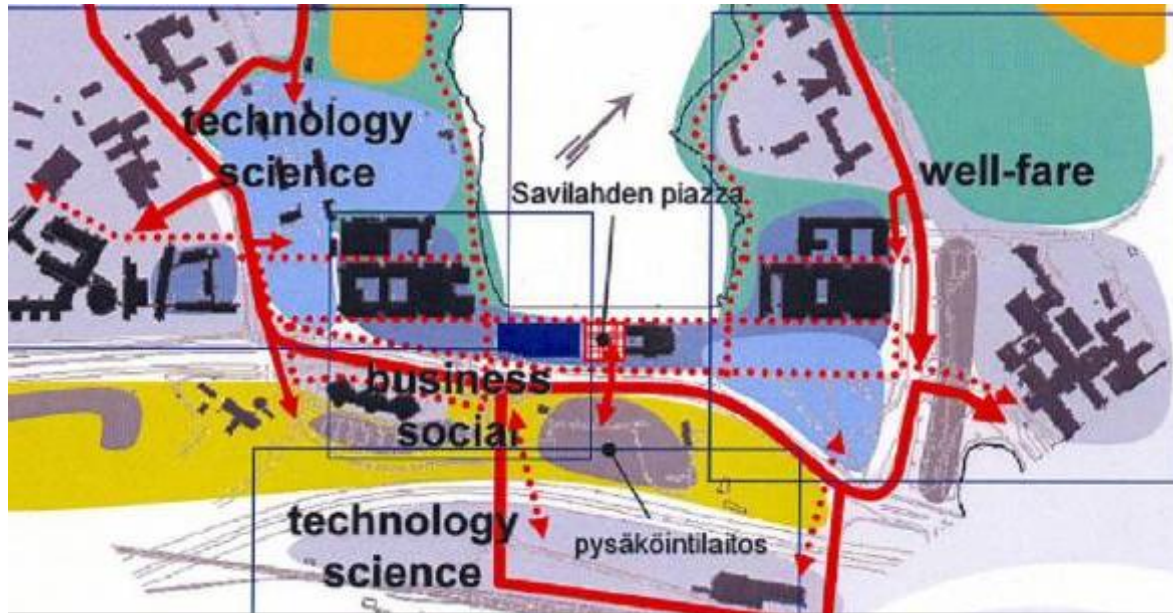 technology
science
Savilahden piazza
well-fare
business
social
technology
science
pysäköintilaitos